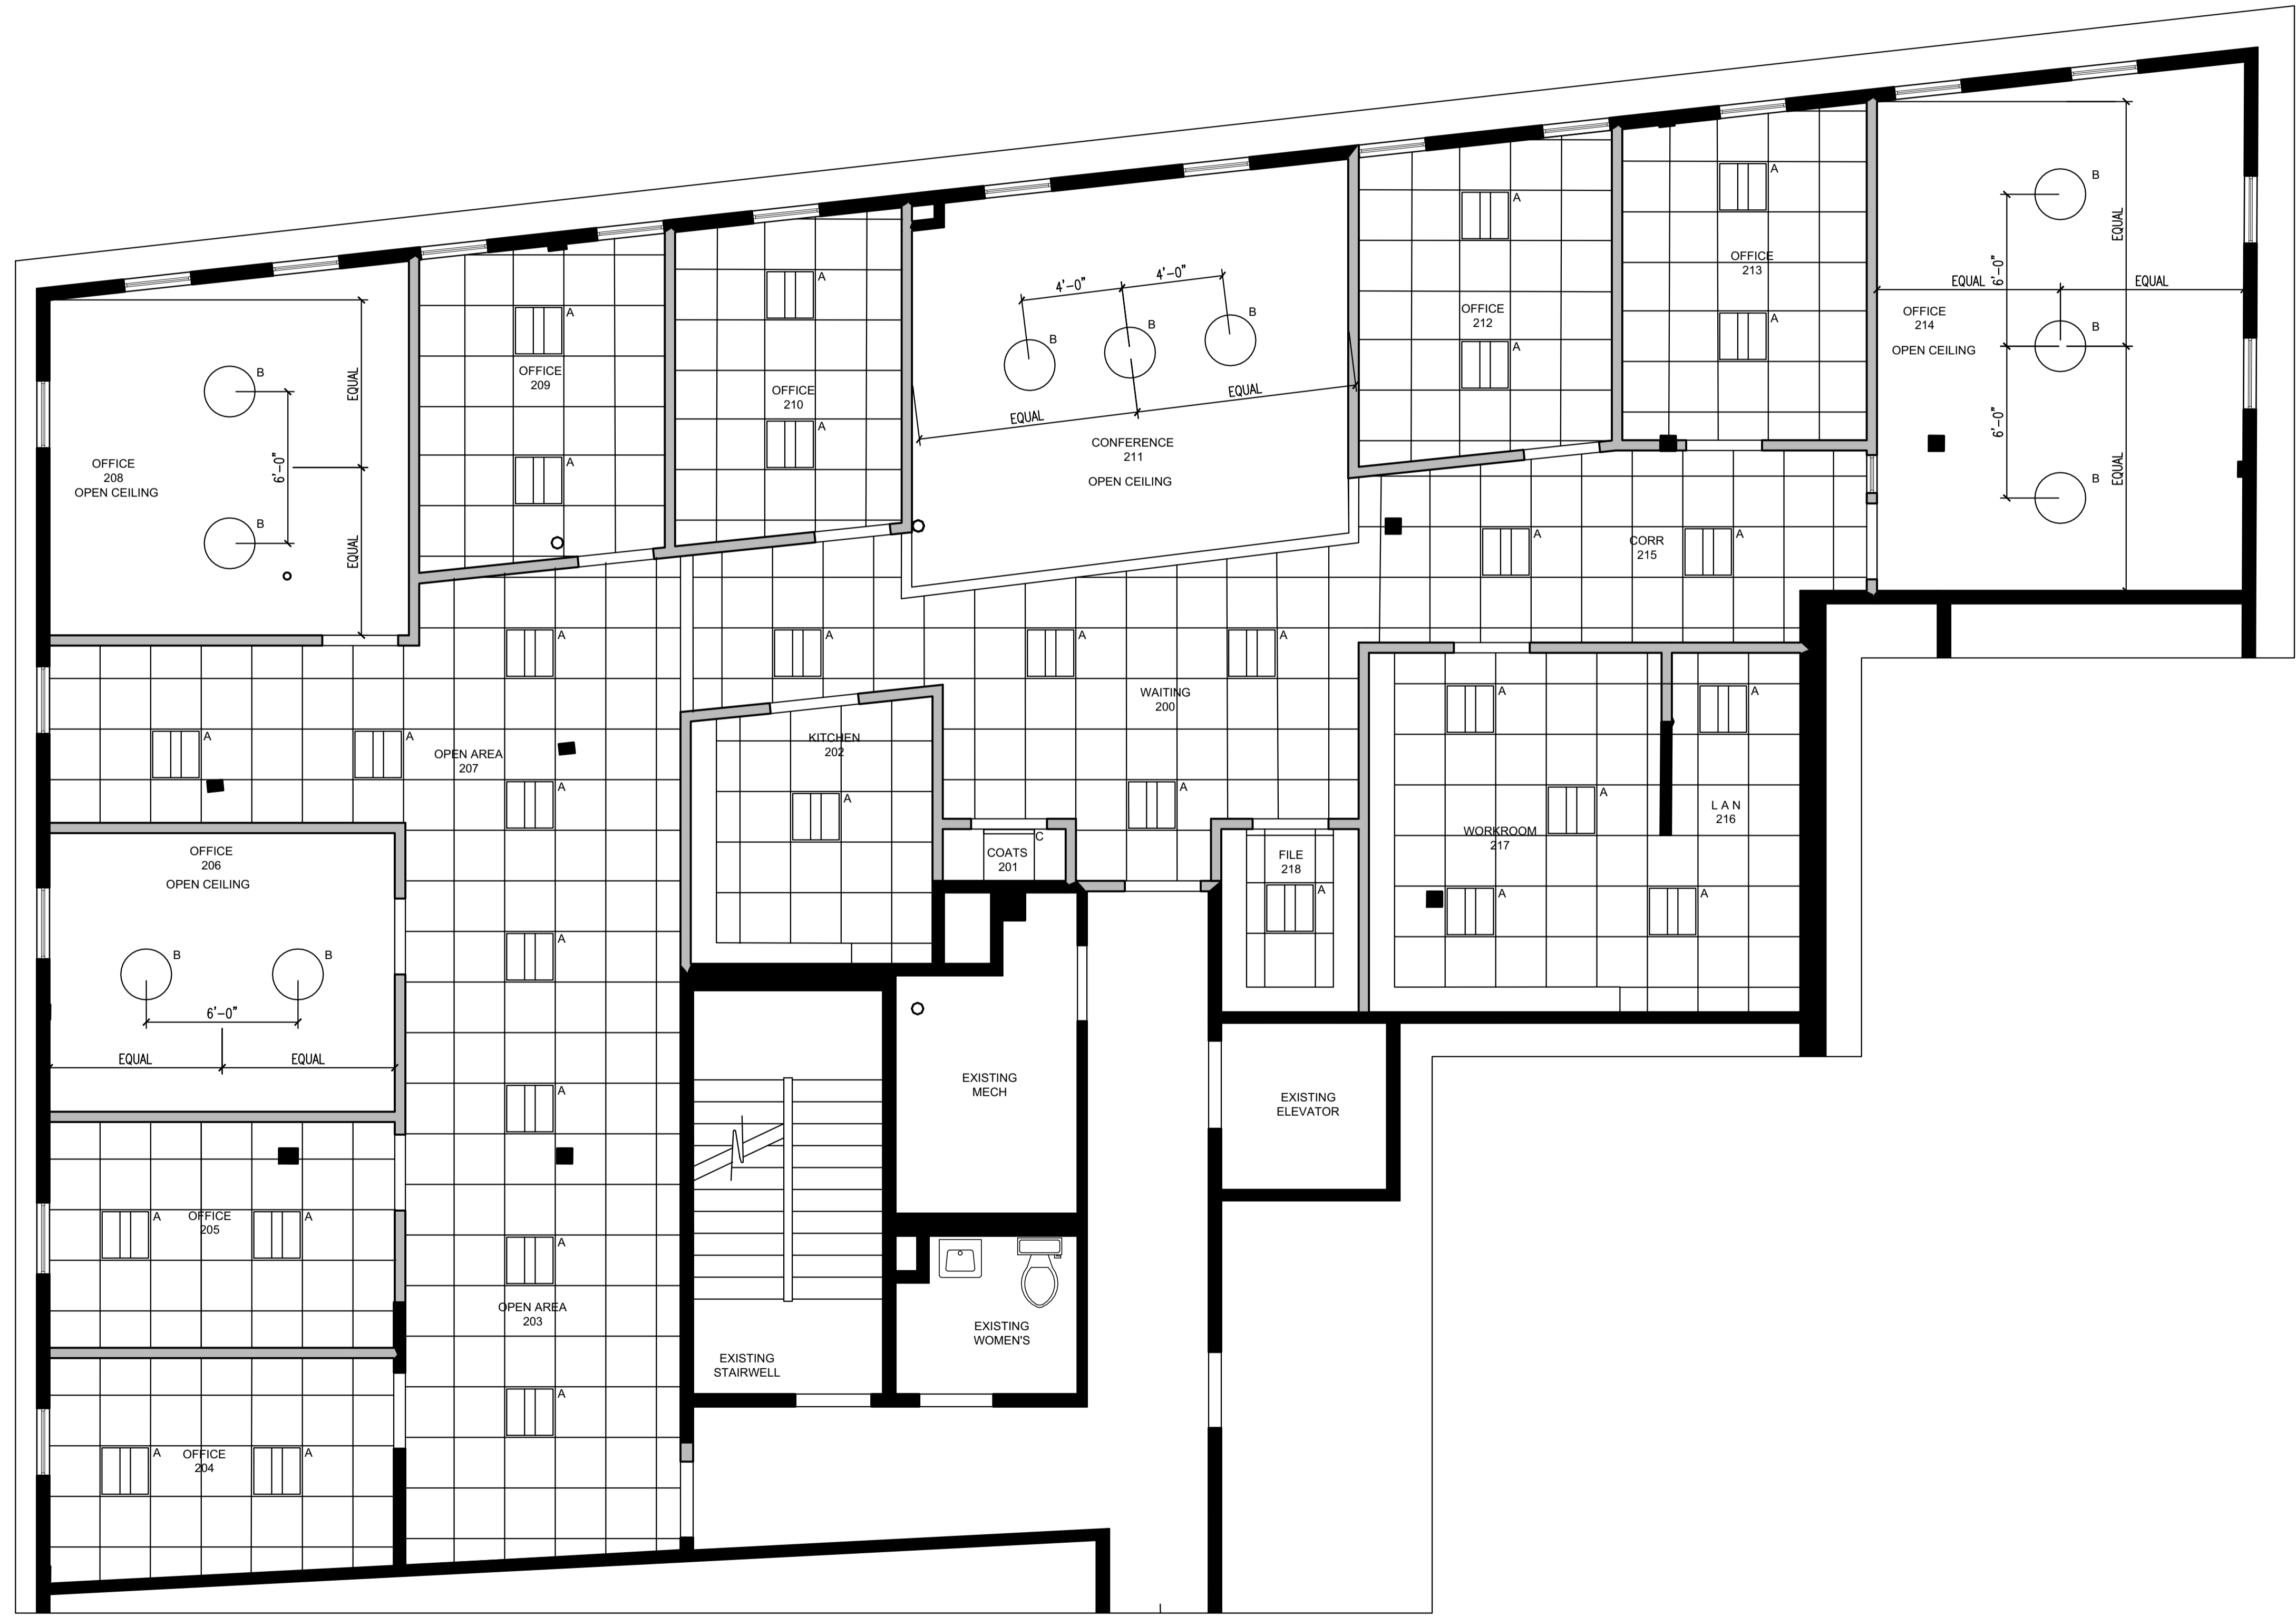 B
EQUAL
A
6'-0"
EQUAL
EQUAL
OFFICE
214
OPEN CEILING
B
6'-0"
EQUAL
B
A
OFFICE
213
A
A
OFFICE
212
A
4'-0"
4'-0"
B
B
B
EQUAL
EQUAL
CONFERENCE
211
OPEN CEILING
A
OFFICE
210
A
A
OFFICE
209
A
B
EQUAL
OFFICE
208
OPEN CEILING
6'-0"
B
EQUAL
A
CORR
215
A
A
A
A
A
WAITING
200
A
A
A
OPEN AREA
207
A
KITCHEN
202
A
A
A
A
L A N
216
WORKROOM
217
A
A
C
COATS
201
FILE
218
A
OFFICE
206
OPEN CEILING
B
B
6'-0"
EQUAL
EQUAL
A
A
EXISTING
MECH
EXISTING
ELEVATOR
A
OFFICE
205
A
A
OPEN AREA
203
EXISTING
WOMEN'S
EXISTING
STAIRWELL
A
A
OFFICE
204
A